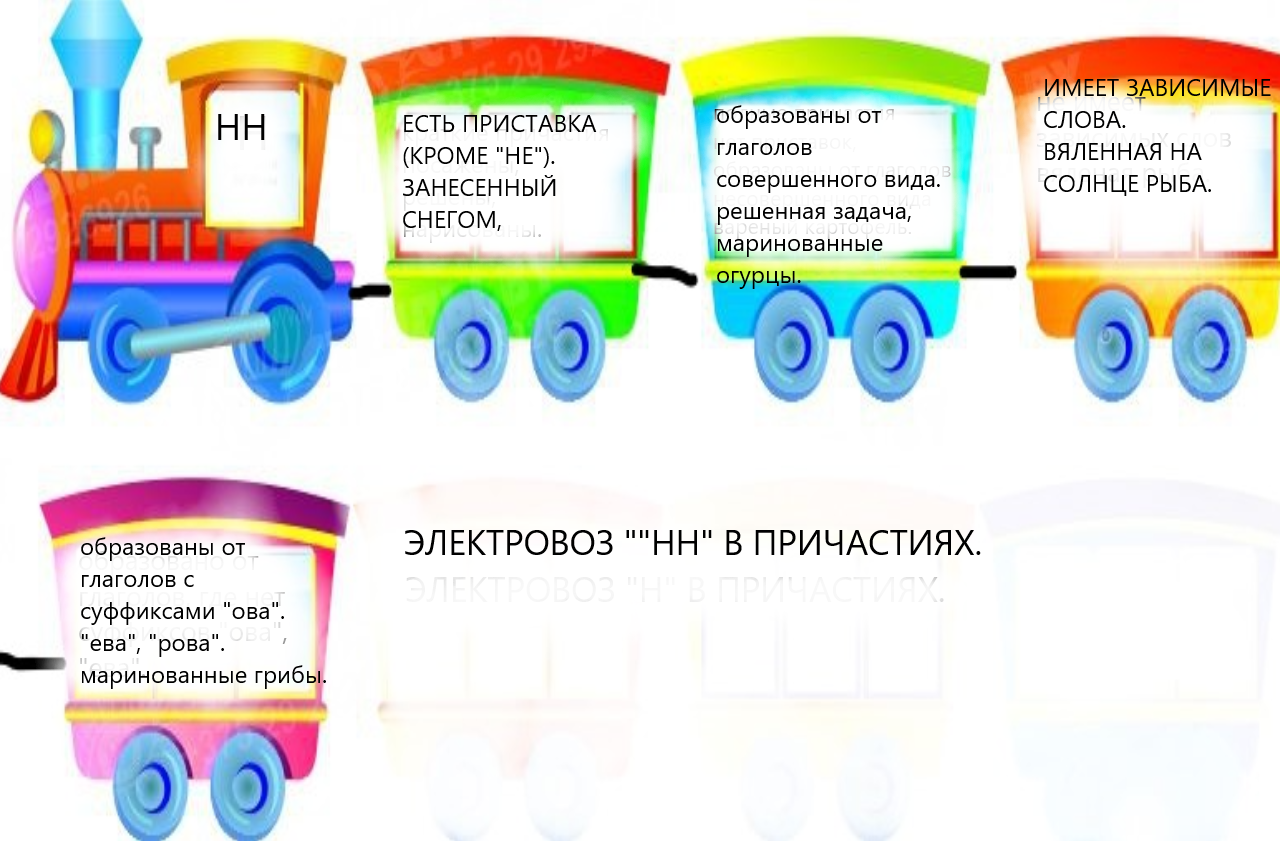 НН
ЕСТЬ ПРИСТАВКА
(КРОМЕ "НЕ").
ЗАНЕСЕННЫЙ
СНЕГОМ,
образованы от
глаголов
совершенного вида.
решенная задача,
маринованные
огурцы.
ИМЕЕТ ЗАВИСИМЫЕ
СЛОВА.
ВЯЛЕННАЯ НА
СОЛНЦЕ РЫБА.
образованы от
глаголов с
суффиксами "ова".
"ева", "рова".
маринованные грибы.
ЭЛЕКТРОВОЗ ""НН" В ПРИЧАСТИЯХ.
ЭЛЕКТРОВОЗ "Н" В ПРИЧАСТИЯХ.